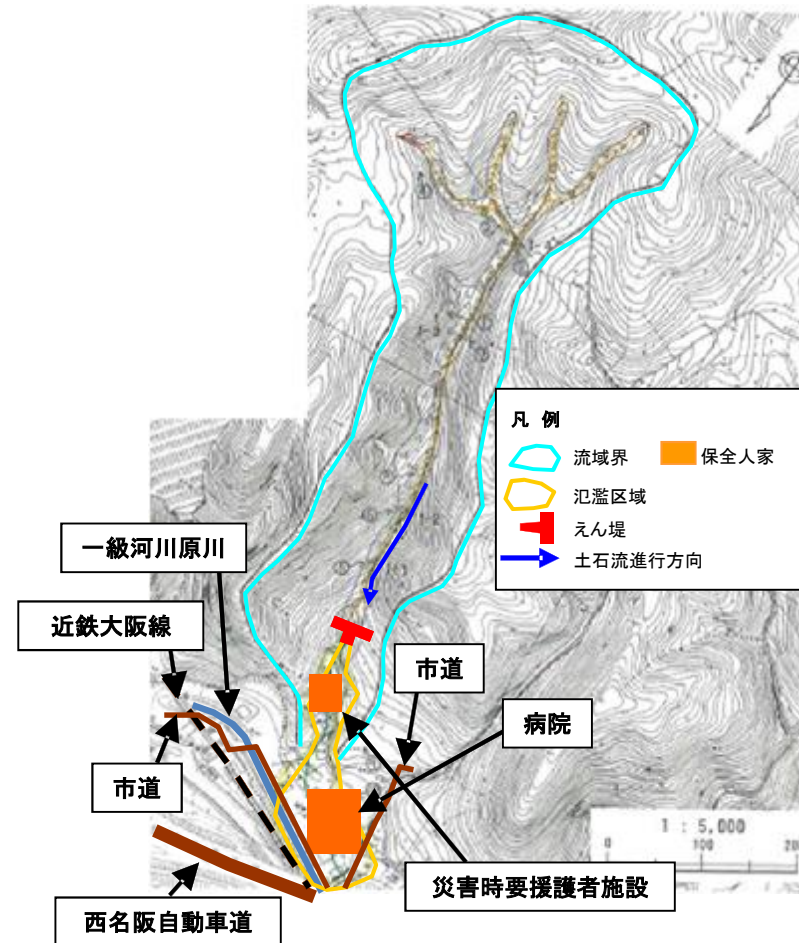 凡 例
流域界
保全人家
氾濫区域
えん堤
土石流進行方向
一級河川原川
近鉄大阪線
市道
市道
病院
災害時要援護者施設
西名阪自動車道
1 : 5,000
0 100 200